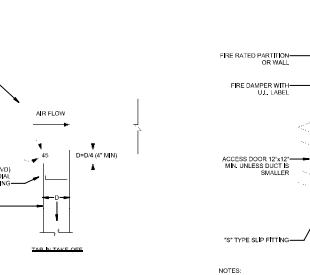 FIRE RATED PARTITION
OR WALL
FIRE DAMPER WITH
U.L. LABEL
AIR FLOW
45
D=D/4 (4" MIN)
ACCESS DOOR 12"x12"
MIN. UNLESS DUCT IS
SMALLER
D
"S" TYPE SLIP FITTING
TAP-IN TAKE-OFF
NOTES: